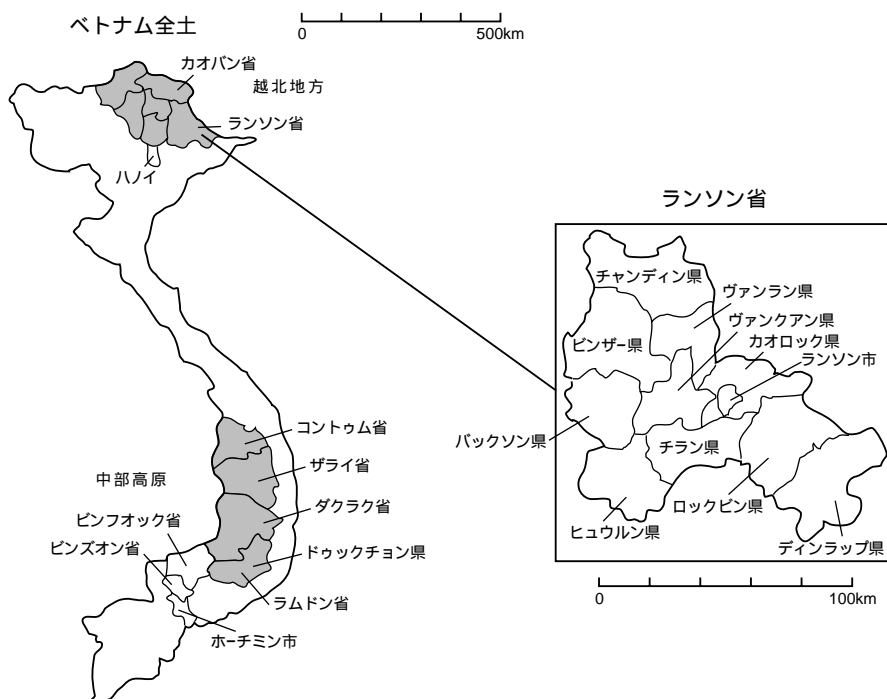 ベトナム全土
0 500km
カオバン省
越北地方
ランソン省
ハノイ
コントゥム省
ザライ省
中部高原
ダクラク省
ビンフオック省
ビンズオン省
ドゥックチョン県
ラムドン省
ホーチミン市
ランソン省
チャンディン県
ヴァンラン県
ヴァンクアン県
ビンザー県
カオロック県
ランソン市
バックソン県
チラン県
ロックビン県
ヒュウルン県
ディンラップ県
0 100km